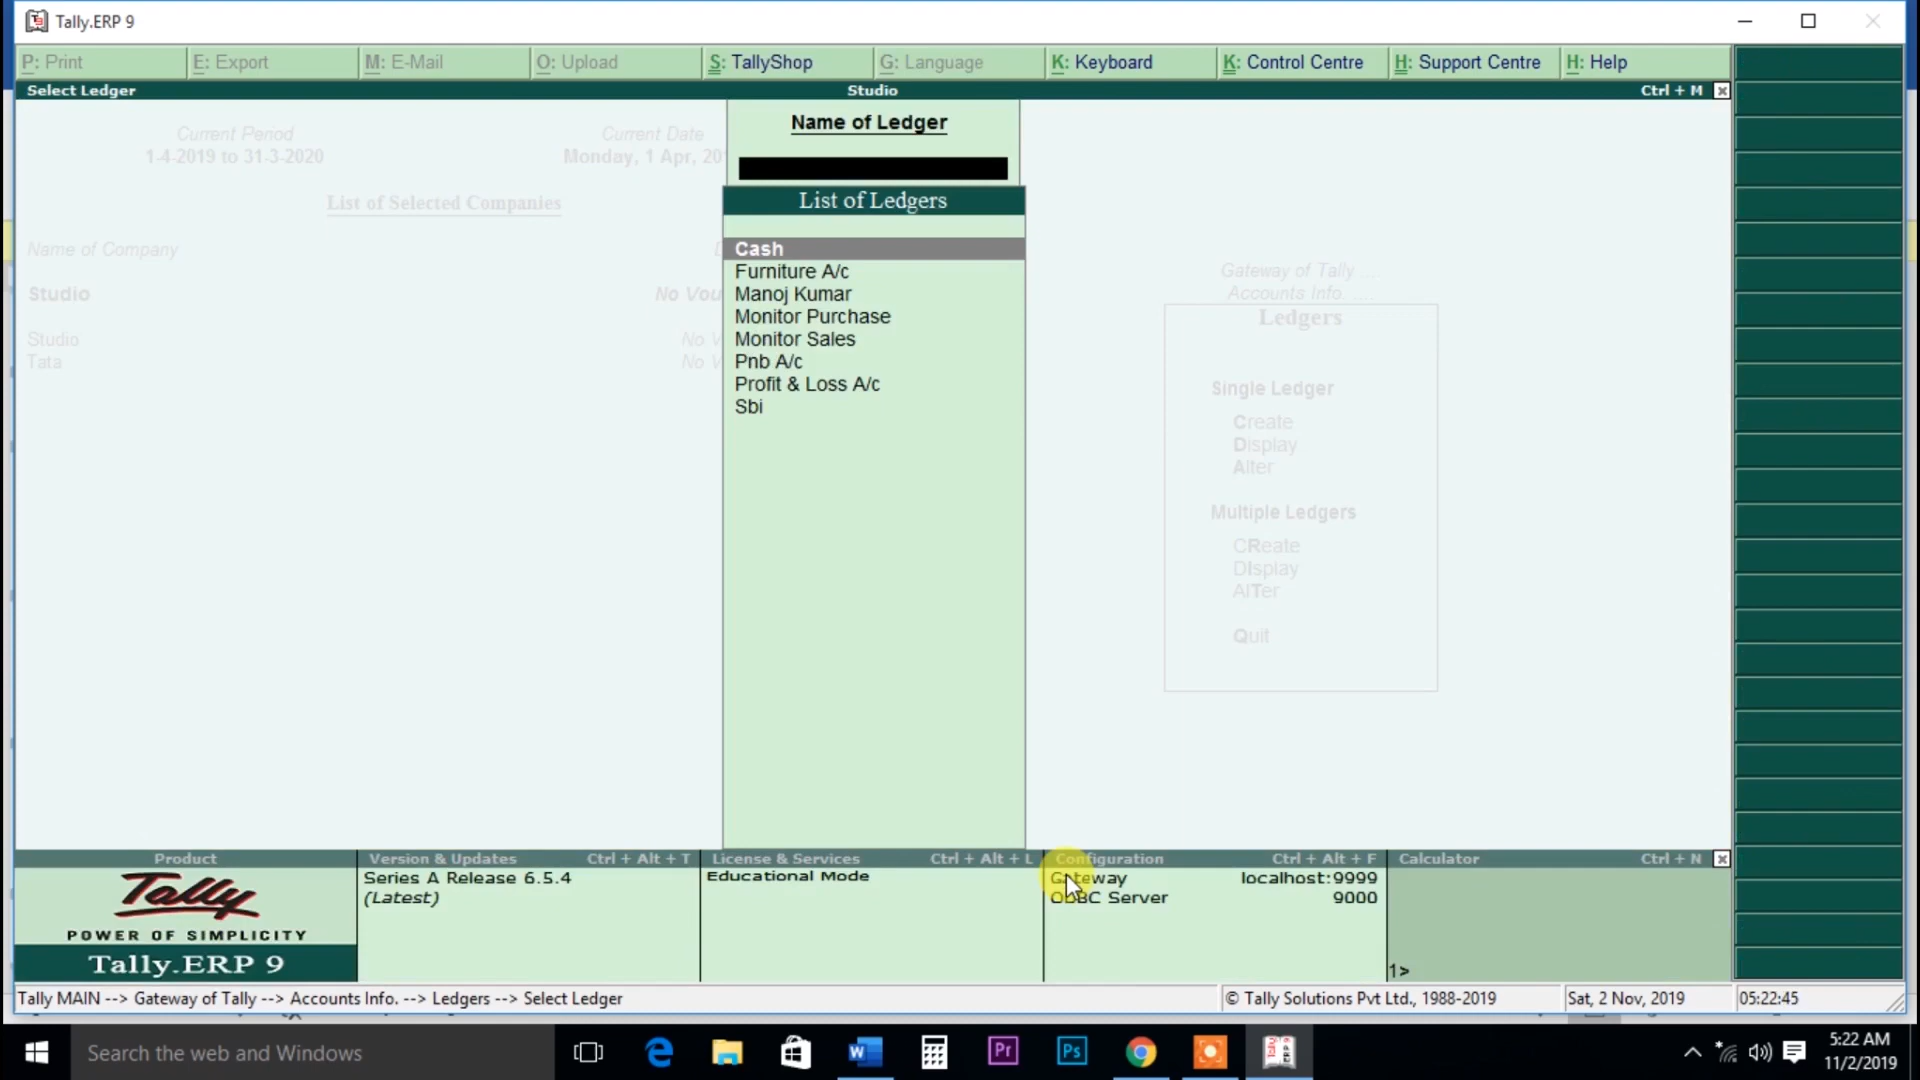 Tally.ERP 9
P: Print E: Export M: E-Mail O: Upload S: TallyShop G: Language K: Keyboard K: Control Centre H: Support Centre H: Help
Select Ledger Studio Ctrl + M
Current Period Current Date
1-4-2019 to 31-3-2020 Monday, 1 Apr, 20
List of Selected Companies
Name of Company
Studio No Vou
Studio No V
Tata No V
Name of Ledger
List of Ledgers
Cash
Furniture A/c
Manoj Kumar
Monitor Purchase
Monitor Sales
Pnb A/c
Profit & Loss A/c
Sbi
Gateway of Tally ....
Accounts Info. ....
Ledgers
Single Ledger
Create
Display
Alter
Multiple Ledgers
CReate
DIsplay
AlTer
Quit
Product
Tally
POWER OF SIMPLICITY
Tally.ERP 9
Version & Updates Ctrl + Alt + T
Series A Release 6.5.4
(Latest)
License & Services Ctrl + Alt + L
Educational Mode
Configuration Ctrl + Alt + F
Gateway localhost:9999
ODBC Server 9000
Calculator Ctrl + N
1>
Tally MAIN --> Gateway of Tally --> Accounts Info. --> Ledgers --> Select Ledger © Tally Solutions Pvt Ltd., 1988-2019 Sat, 2 Nov, 2019 05:22:45
Search the web and Windows
5:22 AM
11/2/2019